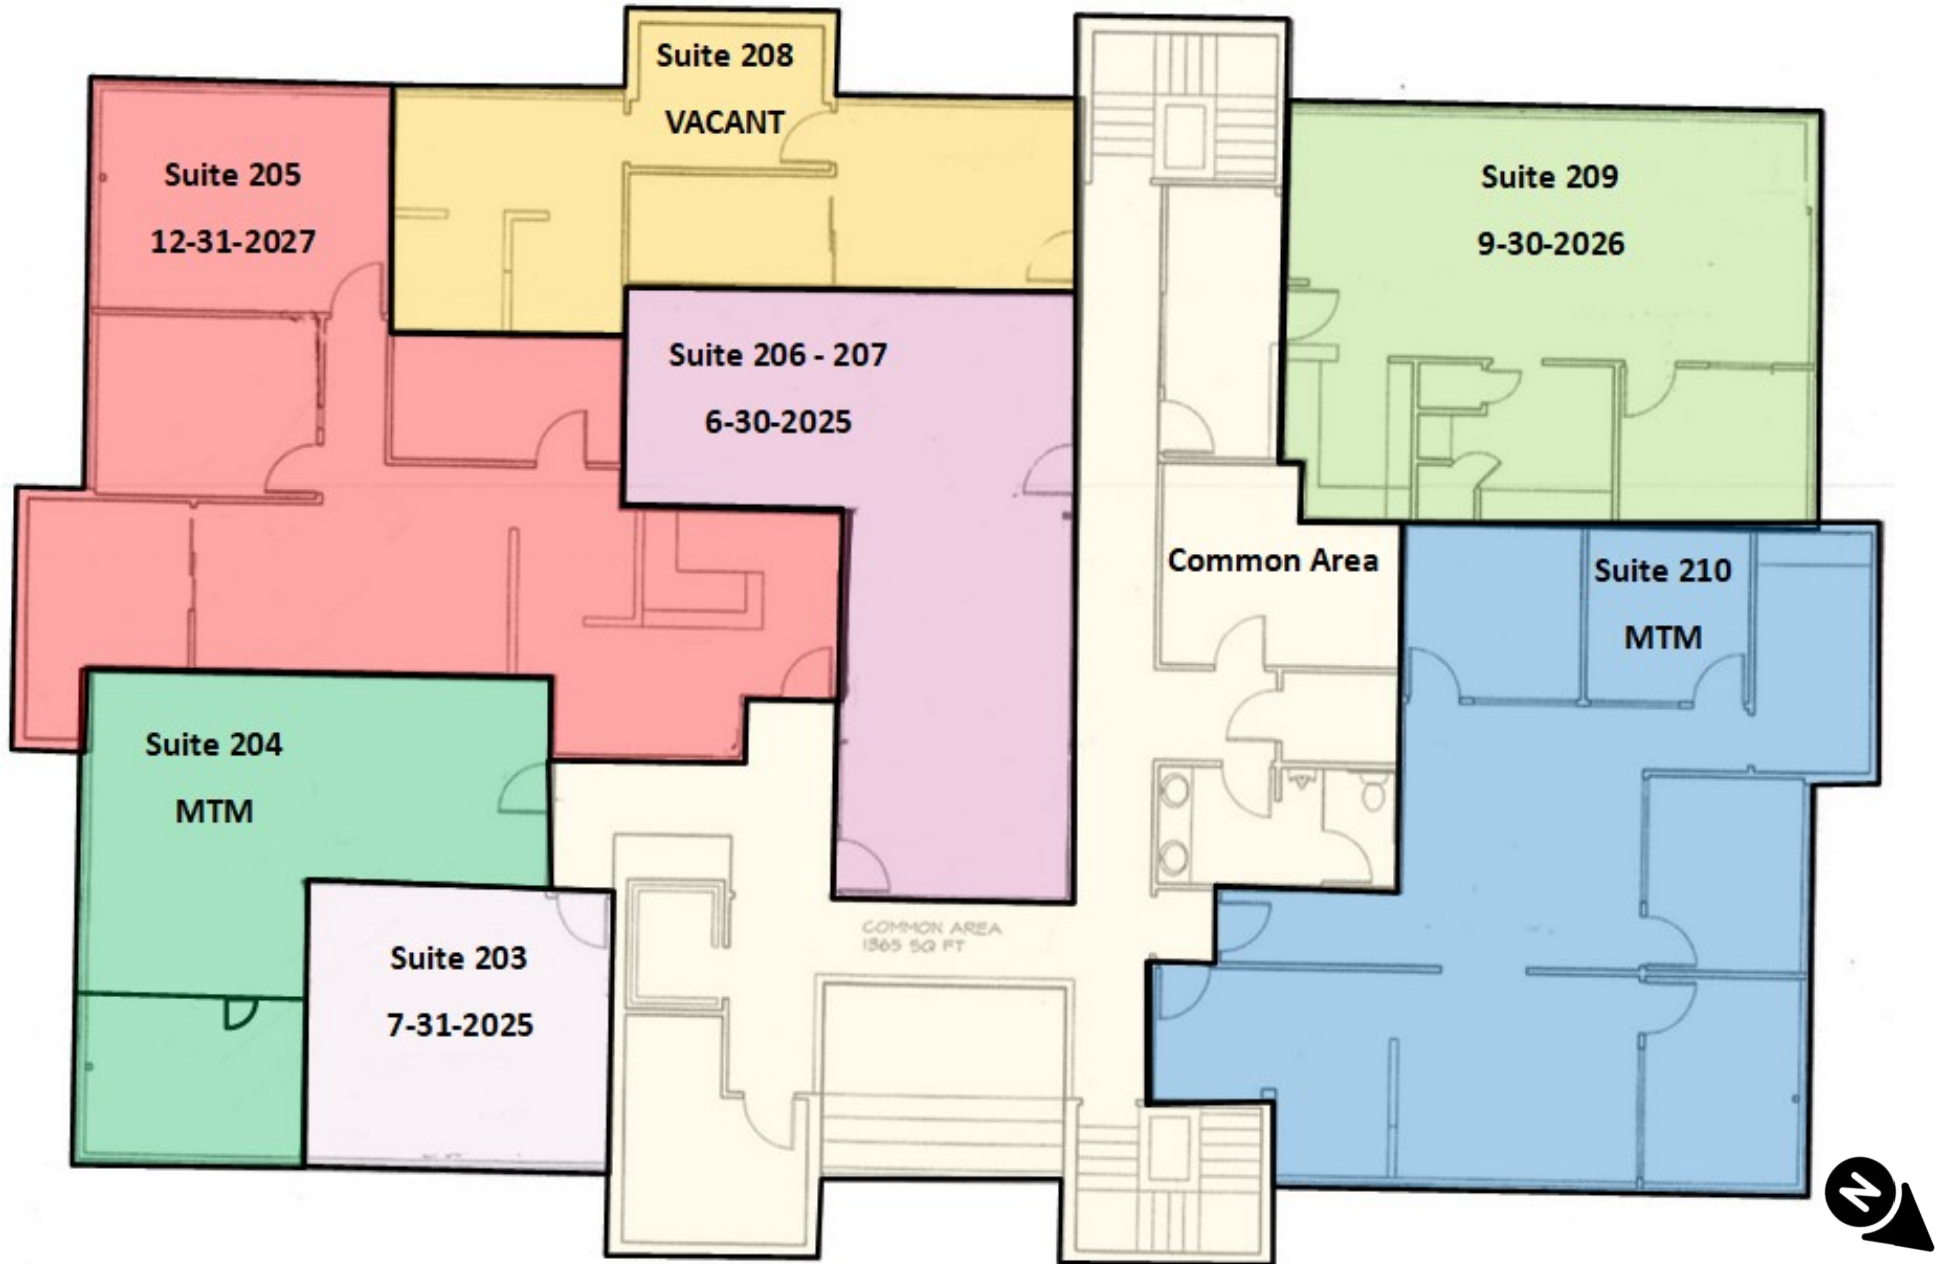 Suite 208
VACANT
Suite 205
12-31-2027
Suite 209
9-30-2026
Suite 206 - 207
6-30-2025
Common Area
Suite 210
MTM
Suite 204
MTM
COMMON AREA
1365 SQ FT
Suite 203
7-31-2025
N